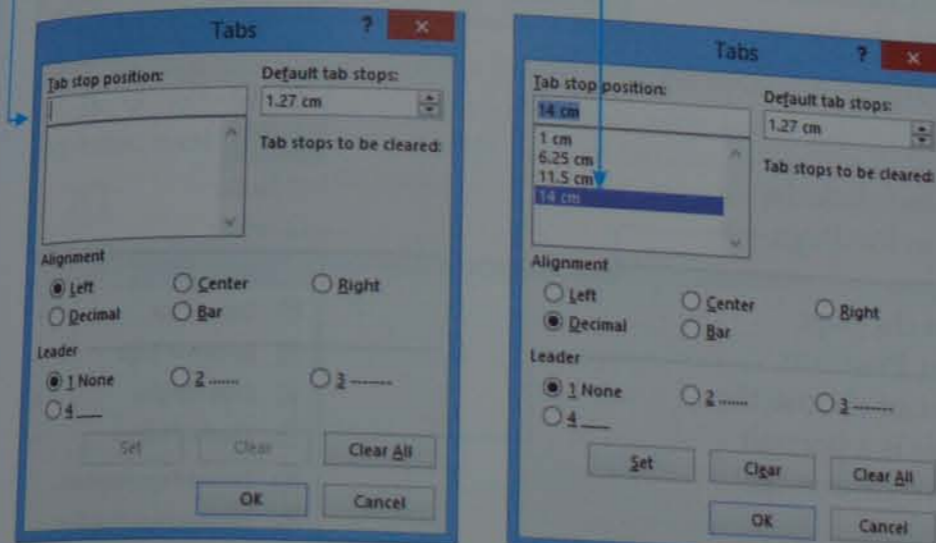 Tabs ?
Tab stop position:
Default tab stops:
1.27 cm
Tab stops to be cleared:
Alignment
Left
Center
Right
Decimal
Bar
Leader
1 None
2 .......
3 -------
4 ___
Set
Clear
Clear All
OK
Cancel
Tabs ?
Tab stop position:
14 cm
1 cm
6.25 cm
11.5 cm
14 cm
Default tab stops:
1.27 cm
Tab stops to be cleared:
Alignment
Left
Center
Right
Decimal
Bar
Leader
1 None
2 .......
3 -------
4 ___
Set
Clear
Clear All
OK
Cancel